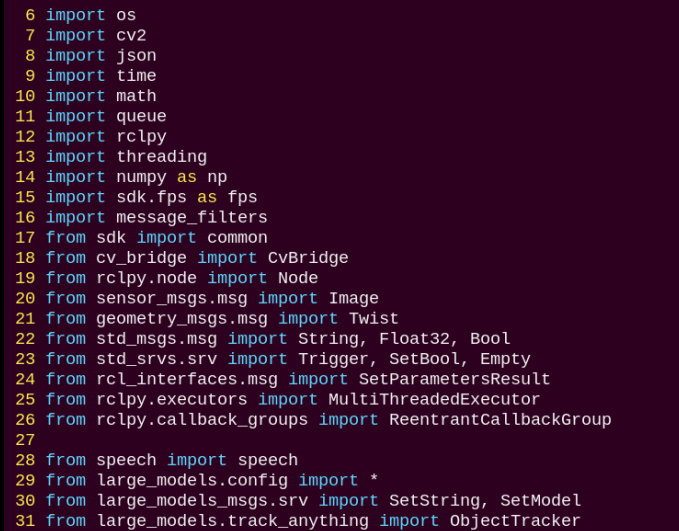 6 import os
7 import cv2
8 import json
9 import time
10 import math
11 import queue
12 import rclpy
13 import threading
14 import numpy as np
15 import sdk.fps as fps
16 import message_filters
17 from sdk import common
18 from cv_bridge import CvBridge
19 from rclpy.node import Node
20 from sensor_msgs.msg import Image
21 from geometry_msgs.msg import Twist
22 from std_msgs.msg import String, Float32, Bool
23 from std_srvs.srv import Trigger, SetBool, Empty
24 from rcl_interfaces.msg import SetParametersResult
25 from rclpy.executors import MultiThreadedExecutor
26 from rclpy.callback_groups import ReentrantCallbackGroup
27
28 from speech import speech
29 from large_models.config import *
30 from large_models_msgs.srv import SetString, SetModel
31 from large_models.track_anything import ObjectTracker